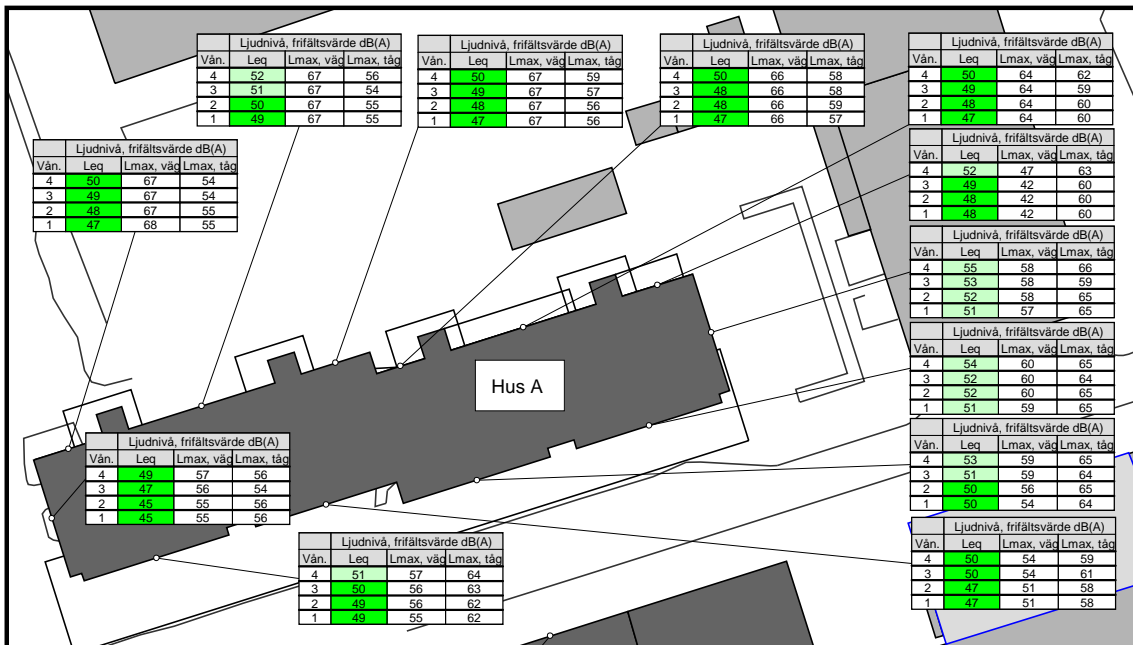 Ljudnivå, frifältsvärde dB(A)
Vån. Leq Lmax, väg Lmax, tåg
4 52 67 56
3 51 67 54
2 50 67 55
1 49 67 55
Ljudnivå, frifältsvärde dB(A)
Vån. Leq Lmax, väg Lmax, tåg
4 50 67 59
3 49 67 57
2 48 67 56
1 47 67 56
Ljudnivå, frifältsvärde dB(A)
Vån. Leq Lmax, väg Lmax, tåg
4 50 66 58
3 48 66 58
2 48 66 59
1 47 66 57
Ljudnivå, frifältsvärde dB(A)
Vån. Leq Lmax, väg Lmax, tåg
4 50 64 62
3 49 64 59
2 48 64 60
1 47 64 60
Ljudnivå, frifältsvärde dB(A)
Vån. Leq Lmax, väg Lmax, tåg
4 50 67 54
3 49 67 54
2 48 67 55
1 47 68 55
Ljudnivå, frifältsvärde dB(A)
Vån. Leq Lmax, väg Lmax, tåg
4 52 47 63
3 49 42 60
2 48 42 60
1 48 42 60
Ljudnivå, frifältsvärde dB(A)
Vån. Leq Lmax, väg Lmax, tåg
4 55 58 66
3 53 58 59
2 52 58 65
1 51 57 65
Ljudnivå, frifältsvärde dB(A)
Vån. Leq Lmax, väg Lmax, tåg
4 54 60 65
3 52 60 64
2 52 60 65
1 51 59 65
Hus A
Ljudnivå, frifältsvärde dB(A)
Vån. Leq Lmax, väg Lmax, tåg
4 53 59 65
3 51 59 64
2 50 56 65
1 50 54 64
Ljudnivå, frifältsvärde dB(A)
Vån. Leq Lmax, väg Lmax, tåg
4 49 57 56
3 47 56 54
2 45 55 56
1 45 55 56
Ljudnivå, frifältsvärde dB(A)
Vån. Leq Lmax, väg Lmax, tåg
4 50 54 59
3 50 54 61
2 47 51 58
1 47 51 58
Ljudnivå, frifältsvärde dB(A)
Vån. Leq Lmax, väg Lmax, tåg
4 51 57 64
3 50 56 63
2 49 56 62
1 49 55 62